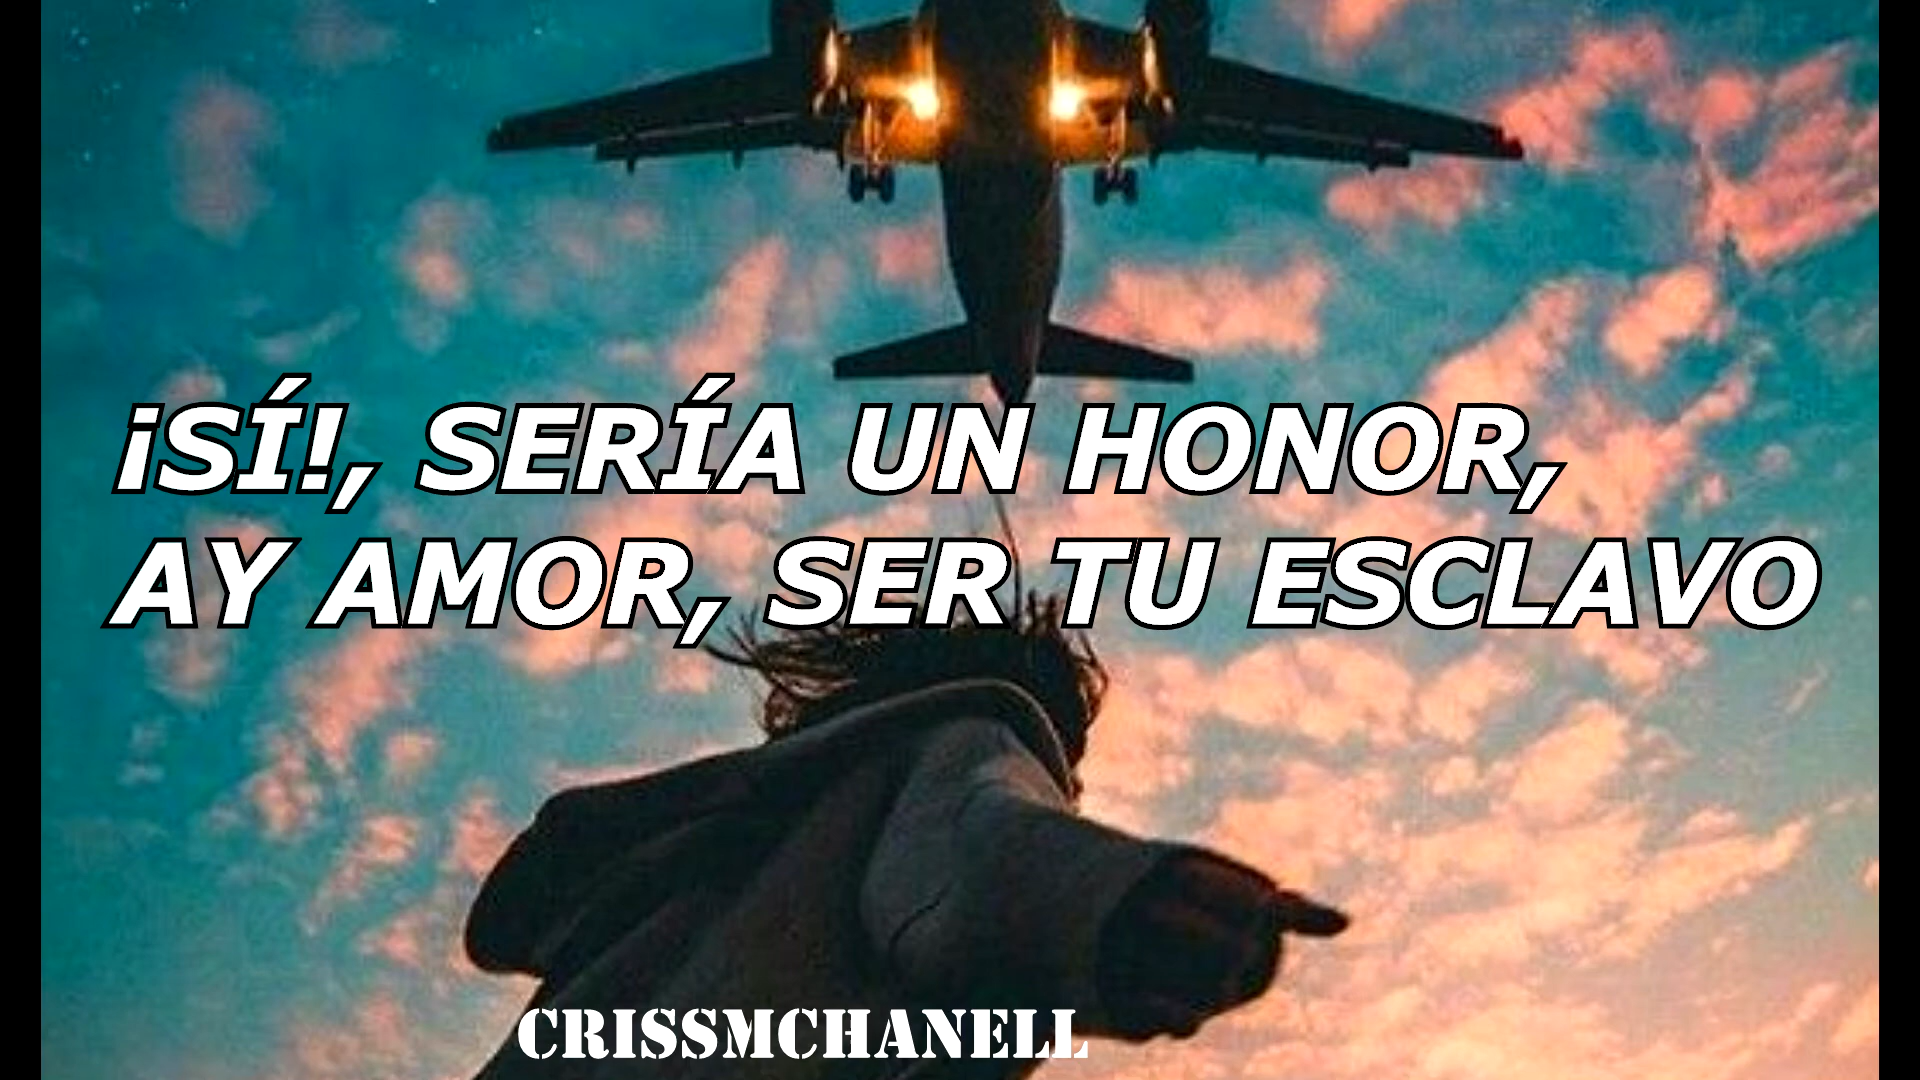 ¡SÍ!, SERÍA UN HONOR,
AY AMOR, SER TU ESCLAVO
CRISSMCHANELL